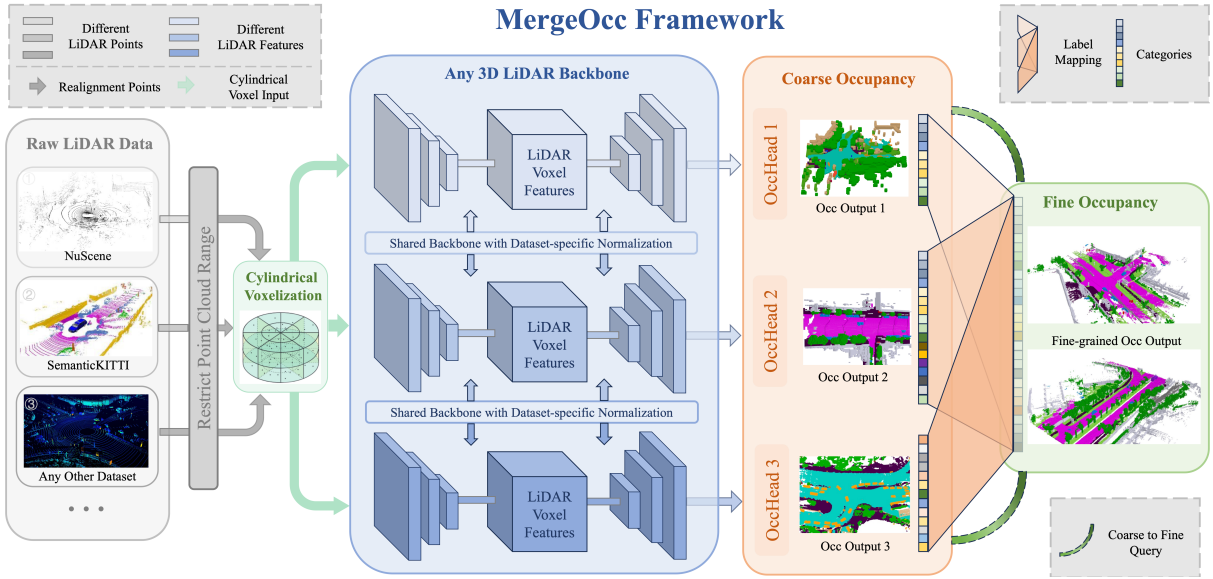 MergeOcc Framework
Different
LiDAR Points
Different
LiDAR Features
Realignment Points
Cylindrical
Voxel Input
Label
Mapping
Categories
Raw LiDAR Data
①
NuScene
②
SemanticKITTI
③
Any Other Dataset
• • •
Restrict Point Cloud Range
Cylindrical
Voxelization
Any 3D LiDAR Backbone
LiDAR
Voxel
Features
Shared Backbone with Dataset-specific Normalization
LiDAR
Voxel
Features
Shared Backbone with Dataset-specific Normalization
LiDAR
Voxel
Features
Coarse Occupancy
OccHead 1
Occ Output 1
OccHead 2
Occ Output 2
OccHead 3
Occ Output 3
Fine Occupancy
Fine-grained Occ Output
Coarse to Fine
Query